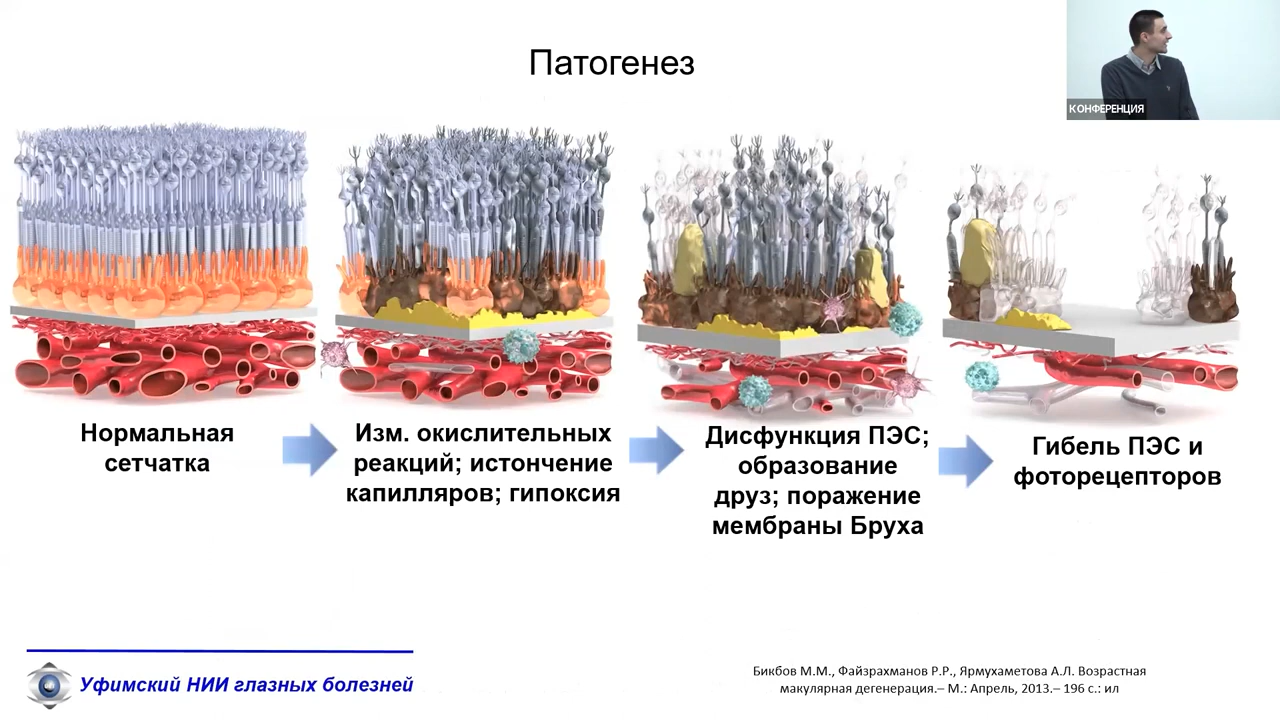 Патогенез
КОНФЕРЕНЦИЯ
Нормальная
сетчатка
Изм. окислительных
реакций; истончение
капилляров; гипоксия
Дисфункция ПЭС;
образование
друз; поражение
мембраны Бруха
Гибель ПЭС и
фоторецепторов
Уфимский НИИ глазных болезней
Бикбов М.М., Файзрахманов Р.Р., Ярмухаметова А.Л. Возрастная
макулярная дегенерация.– М.: Апрель, 2013.– 196 с.: ил